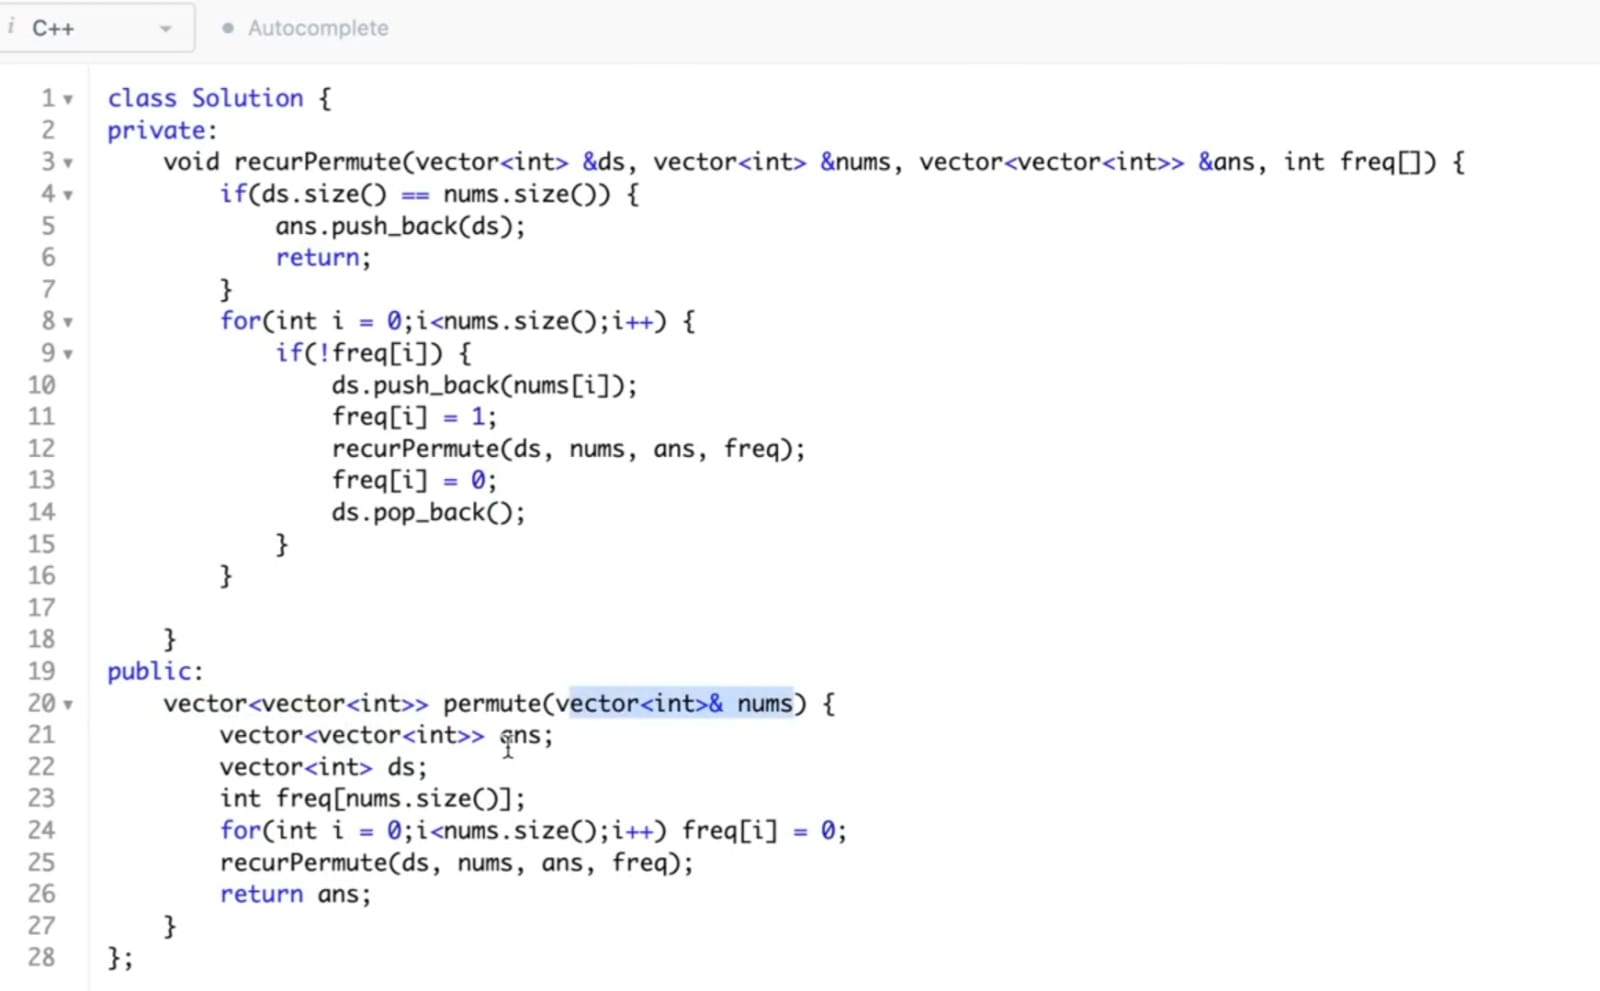 i C++ Autocomplete
1 class Solution {
2 private:
3 void recurPermute(vector<int> &ds, vector<int> &nums, vector<vector<int>> &ans, int freq[]) {
4 if(ds.size() == nums.size()) {
5 ans.push_back(ds);
6 return;
7 }
8 for(int i = 0;i<nums.size();i++) {
9 if(!freq[i]) {
10 ds.push_back(nums[i]);
11 freq[i] = 1;
12 recurPermute(ds, nums, ans, freq);
13 freq[i] = 0;
14 ds.pop_back();
15 }
16 }
17
18 }
19 public:
20 vector<vector<int>> permute(vector<int>& nums) {
21 vector<vector<int>> ans;
22 vector<int> ds;
23 int freq[nums.size()];
24 for(int i = 0;i<nums.size();i++) freq[i] = 0;
25 recurPermute(ds, nums, ans, freq);
26 return ans;
27 }
28 };